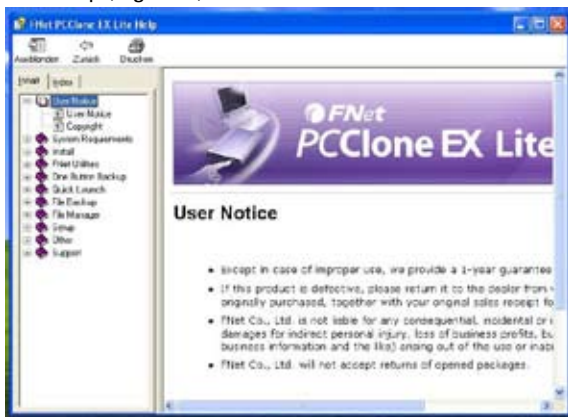 FNet PCClone EX Lite Help
Ausblenden Zurück Drucken
Inhalt Index
User Notice
User Notice
Copyright
System Requirements
Install
FNet Utilities
One Button Backup
Quick Launch
File Backup
File Manager
Setup
Other
Support
FNet
PCClone EX Lite
User Notice
Except in case of improper use, we provide a 1-year guarantee
If this product is defective, please return it to the dealer from
originally purchased, together with your original sales receipt fo
FNet Co., Ltd. is not liable for any consequential, incidental or
damages for indirect personal injury, loss of business profits, bu
business information and the like) arising out of the use or inab
FNet Co., Ltd. will not accept returns of opened packages.